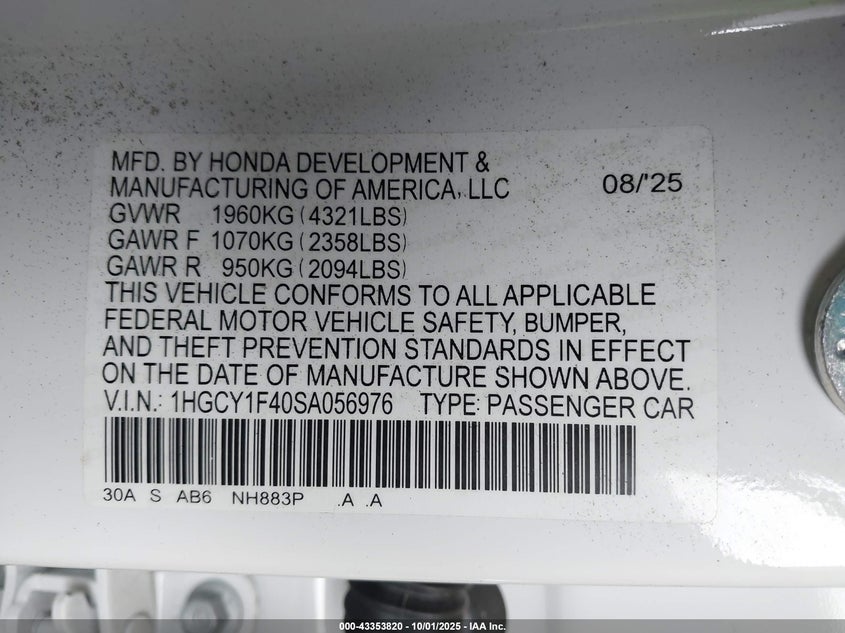 MFD. BY HONDA DEVELOPMENT &
MANUFACTURING OF AMERICA, LLC 08/'25
GVWR 1960KG (4321LBS)
GAWR F 1070KG (2358LBS)
GAWR R 950KG (2094LBS)
THIS VEHICLE CONFORMS TO ALL APPLICABLE
FEDERAL MOTOR VEHICLE SAFETY, BUMPER,
AND THEFT PREVENTION STANDARDS IN EFFECT
ON THE DATE OF MANUFACTURE SHOWN ABOVE.
V.I.N.: 1HGCY1F40SA056976 TYPE: PASSENGER CAR
30A S AB6 NH883P .A .A
000-43353820 - 10/01/2025 - IAA Inc.